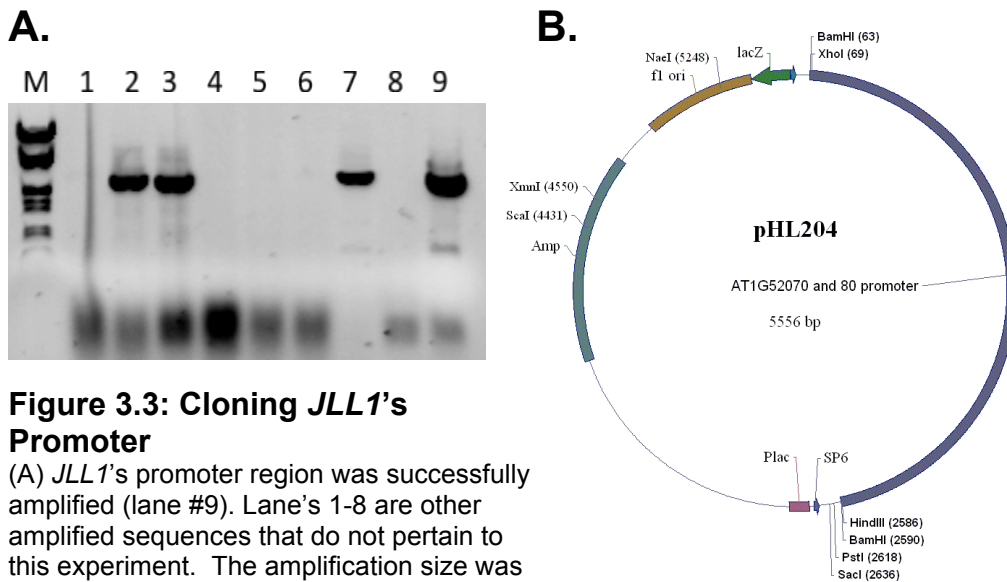 A.
M 1 2 3 4 5 6 7 8 9
Figure 3.3: Cloning JLL1's
Promoter
(A) JLL1's promoter region was successfully
amplified (lane #9). Lane's 1-8 are other
amplified sequences that do not pertain to
this experiment. The amplification size was
B.
BamHI (63)
XhoI (69)
lacZ
NaeI (5248)
f1 ori
XmnI (4550)
ScaI (4431)
Amp
pHL204
AT1G52070 and 80 promoter
5556 bp
Plac
SP6
HindIII (2586)
BamHI (2590)
PstI (2618)
SacI (2636)